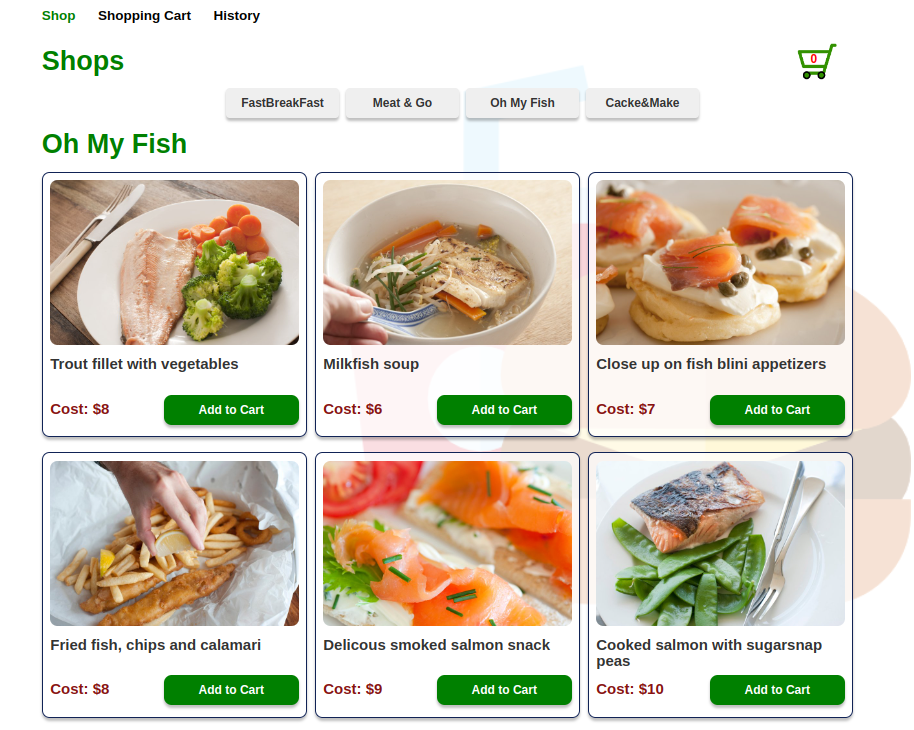 Shop Shopping Cart History
Shops
0
FastBreakFast Meat & Go Oh My Fish Cacke&Make
Oh My Fish
Trout fillet with vegetables
Cost: $8 Add to Cart
Milkfish soup
Cost: $6 Add to Cart
Close up on fish blini appetizers
Cost: $7 Add to Cart
Fried fish, chips and calamari
Cost: $8 Add to Cart
Delicous smoked salmon snack
Cost: $9 Add to Cart
Cooked salmon with sugarsnap
peas
Cost: $10 Add to Cart